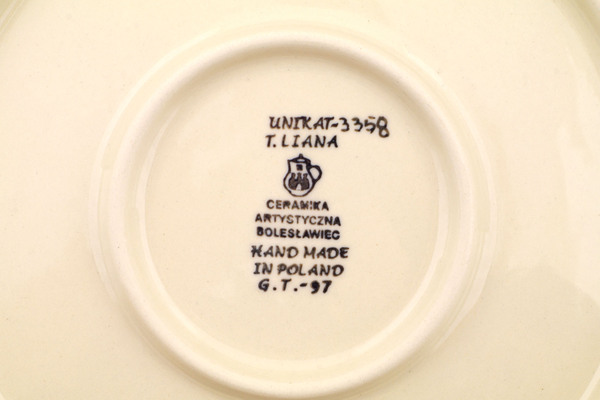 UNIKAT-3358
T. LIANA
CERAMIKA
ARTYSTYCZNA
BOLESŁAWIEC
HAND MADE
IN POLAND
G.T.-97